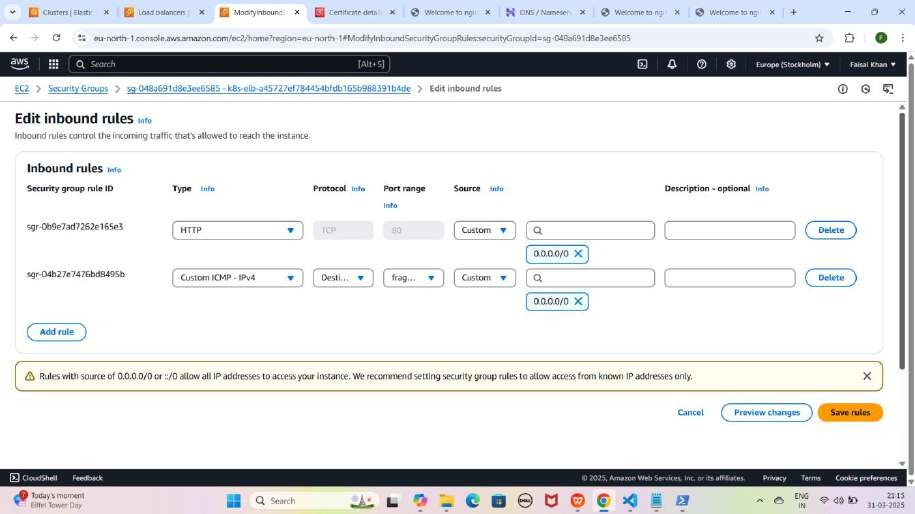 Clusters | Elastic
Load balancers |
ModifyInbound
Certificate detail
Welcome to ngi
DNS / Nameserv
Welcome to ngi
Welcome to ngi
eu-north-1.console.aws.amazon.com/ec2/home?region=eu-north-1#ModifyInboundSecurityGroupRules:securityGroupId=sg-048a691d8e3ee6585
F
aws
Search
[Alt+S]
Europe (Stockholm)
Faisal Khan
EC2
Security Groups
sg-048a691d8e3ee6585 - k8s-elb-a45727ef784454bfdb165b988391b4de
Edit inbound rules
Edit inbound rules Info
Inbound rules control the incoming traffic that's allowed to reach the instance.
Inbound rules Info
Security group rule ID
Type Info
Protocol Info
Port range Info
Source Info
Description - optional Info
sgr-0b9e7ad7262e165e3
HTTP
TCP
80
Custom
Delete
0.0.0.0/0
sgr-04b27e7476bd8495b
Custom ICMP - IPv4
Desti...
frag...
Custom
Delete
0.0.0.0/0
Add rule
Rules with source of 0.0.0.0/0 or ::/0 allow all IP addresses to access your instance. We recommend setting security group rules to allow access from known IP addresses only.
Cancel
Preview changes
Save rules
CloudShell
Feedback
© 2025, Amazon Web Services, Inc. or its affiliates.
Privacy
Terms
Cookie preferences
7
Today's moment
Eiffel Tower Day
Search
DELL
ENG
IN
21:15
31-03-2025